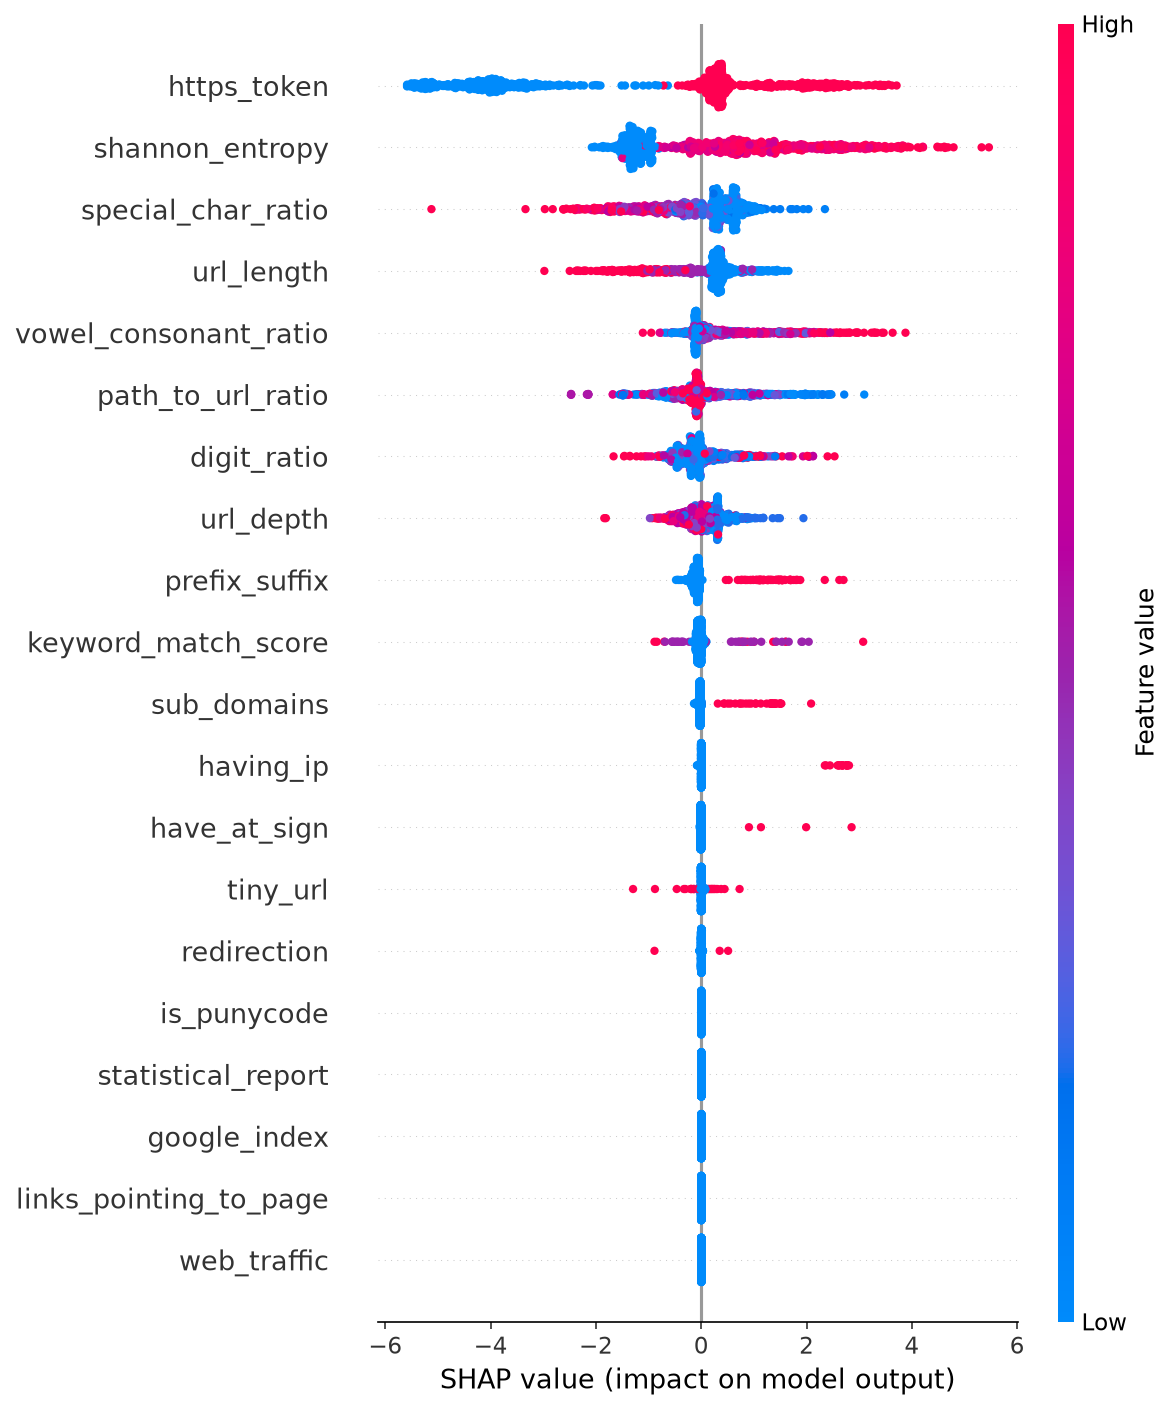 High
https_token
shannon_entropy
special_char_ratio
url_length
vowel_consonant_ratio
path_to_url_ratio
digit_ratio
url_depth
prefix_suffix
keyword_match_score
sub_domains
having_ip
have_at_sign
tiny_url
redirection
is_punycode
statistical_report
google_index
links_pointing_to_page
web_traffic
Feature value
Low
−6 −4 −2 0 2 4 6
SHAP value (impact on model output)